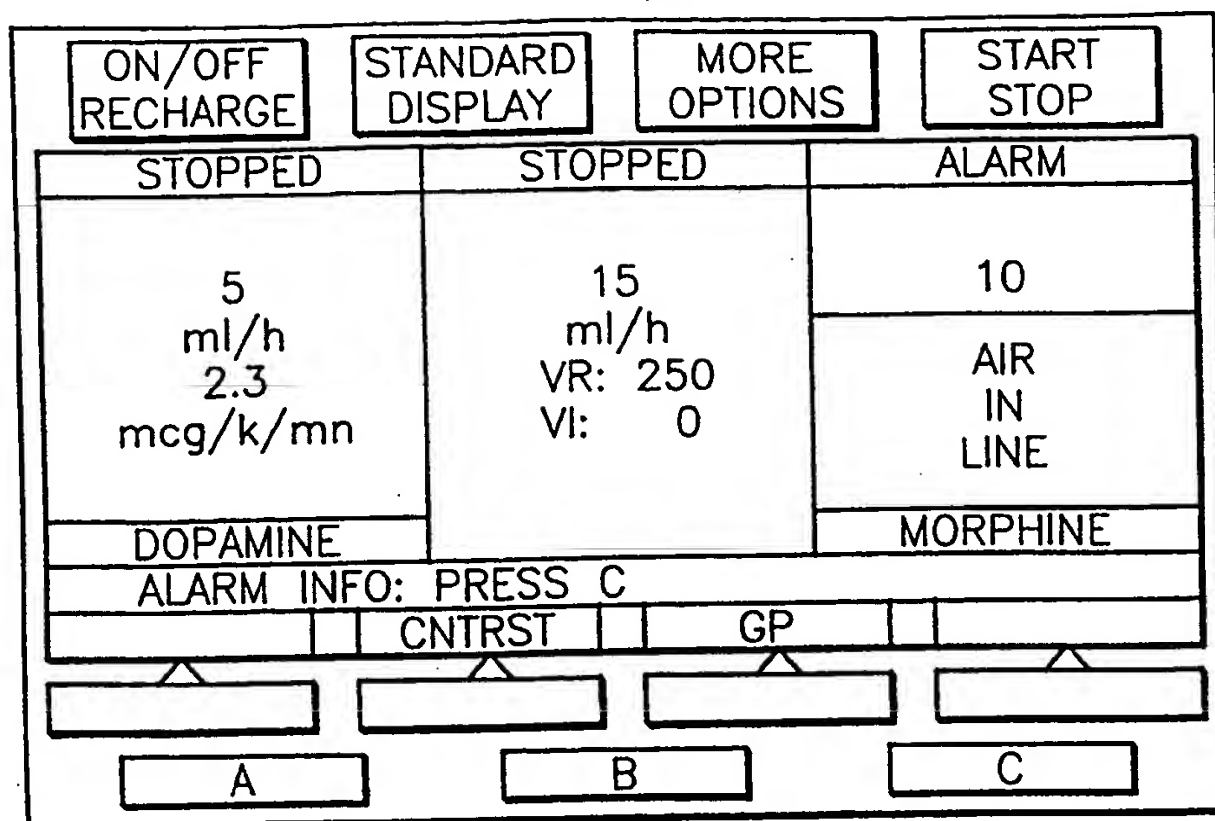 ON/OFF
RECHARGE
STANDARD
DISPLAY
MORE
OPTIONS
START
STOP
STOPPED
5
ml/h
2.3
mcg/k/mn
DOPAMINE
STOPPED
15
ml/h
VR: 250
VI: 0
ALARM
10
AIR
IN
LINE
MORPHINE
ALARM INFO: PRESS C
CNTRST
GP
A
B
C